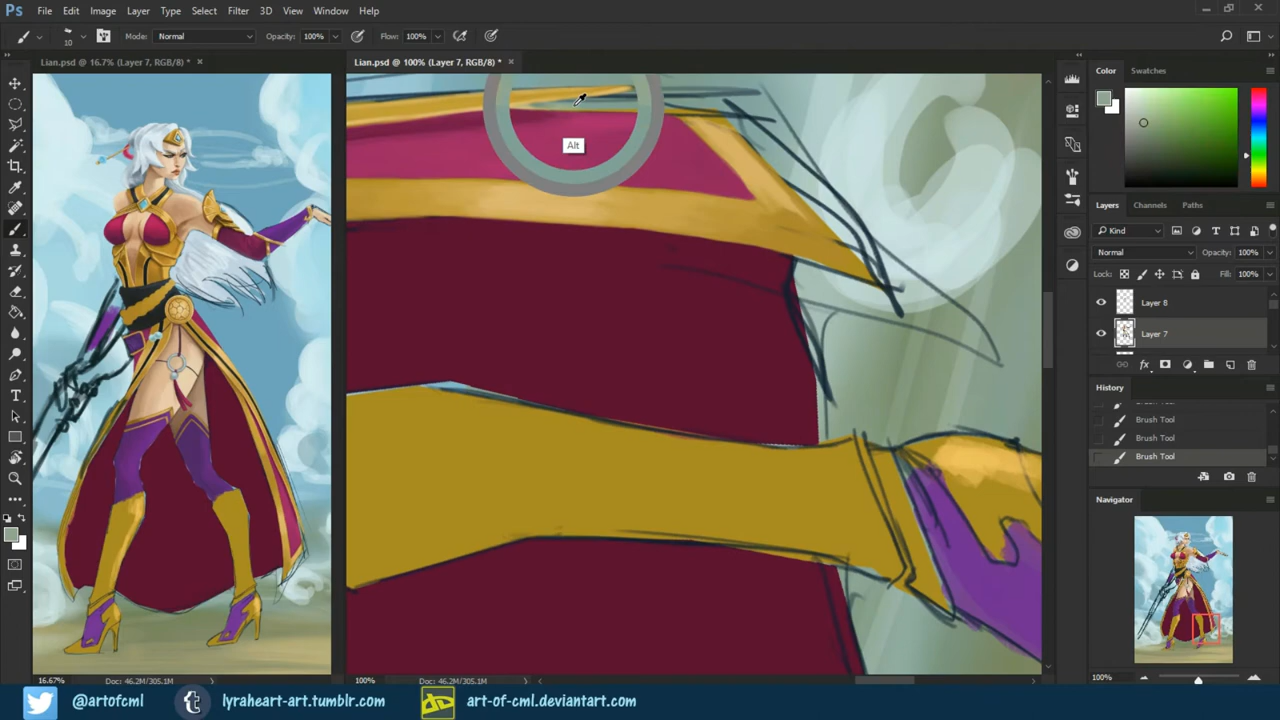 Ps File Edit Image Layer Type Select Filter 3D View Window Help
10 Mode: Normal Opacity: 100% Flow: 100%
Lian.psd @ 16.7% (Layer 7, RGB/8) * ×
Lian.psd @ 100% (Layer 7, RGB/8) * ×
Alt
Color Swatches
Layers Channels Paths
Kind
Normal Opacity: 100%
Lock: Fill: 100%
Layer 8
Layer 7
History
Brush Tool
Brush Tool
Brush Tool
Navigator
100%
16.67% Doc: 46.2M/305.1M
100% Doc: 46.2M/305.1M
@artofcml lyraheart-art.tumblr.com art-of-cml.deviantart.com